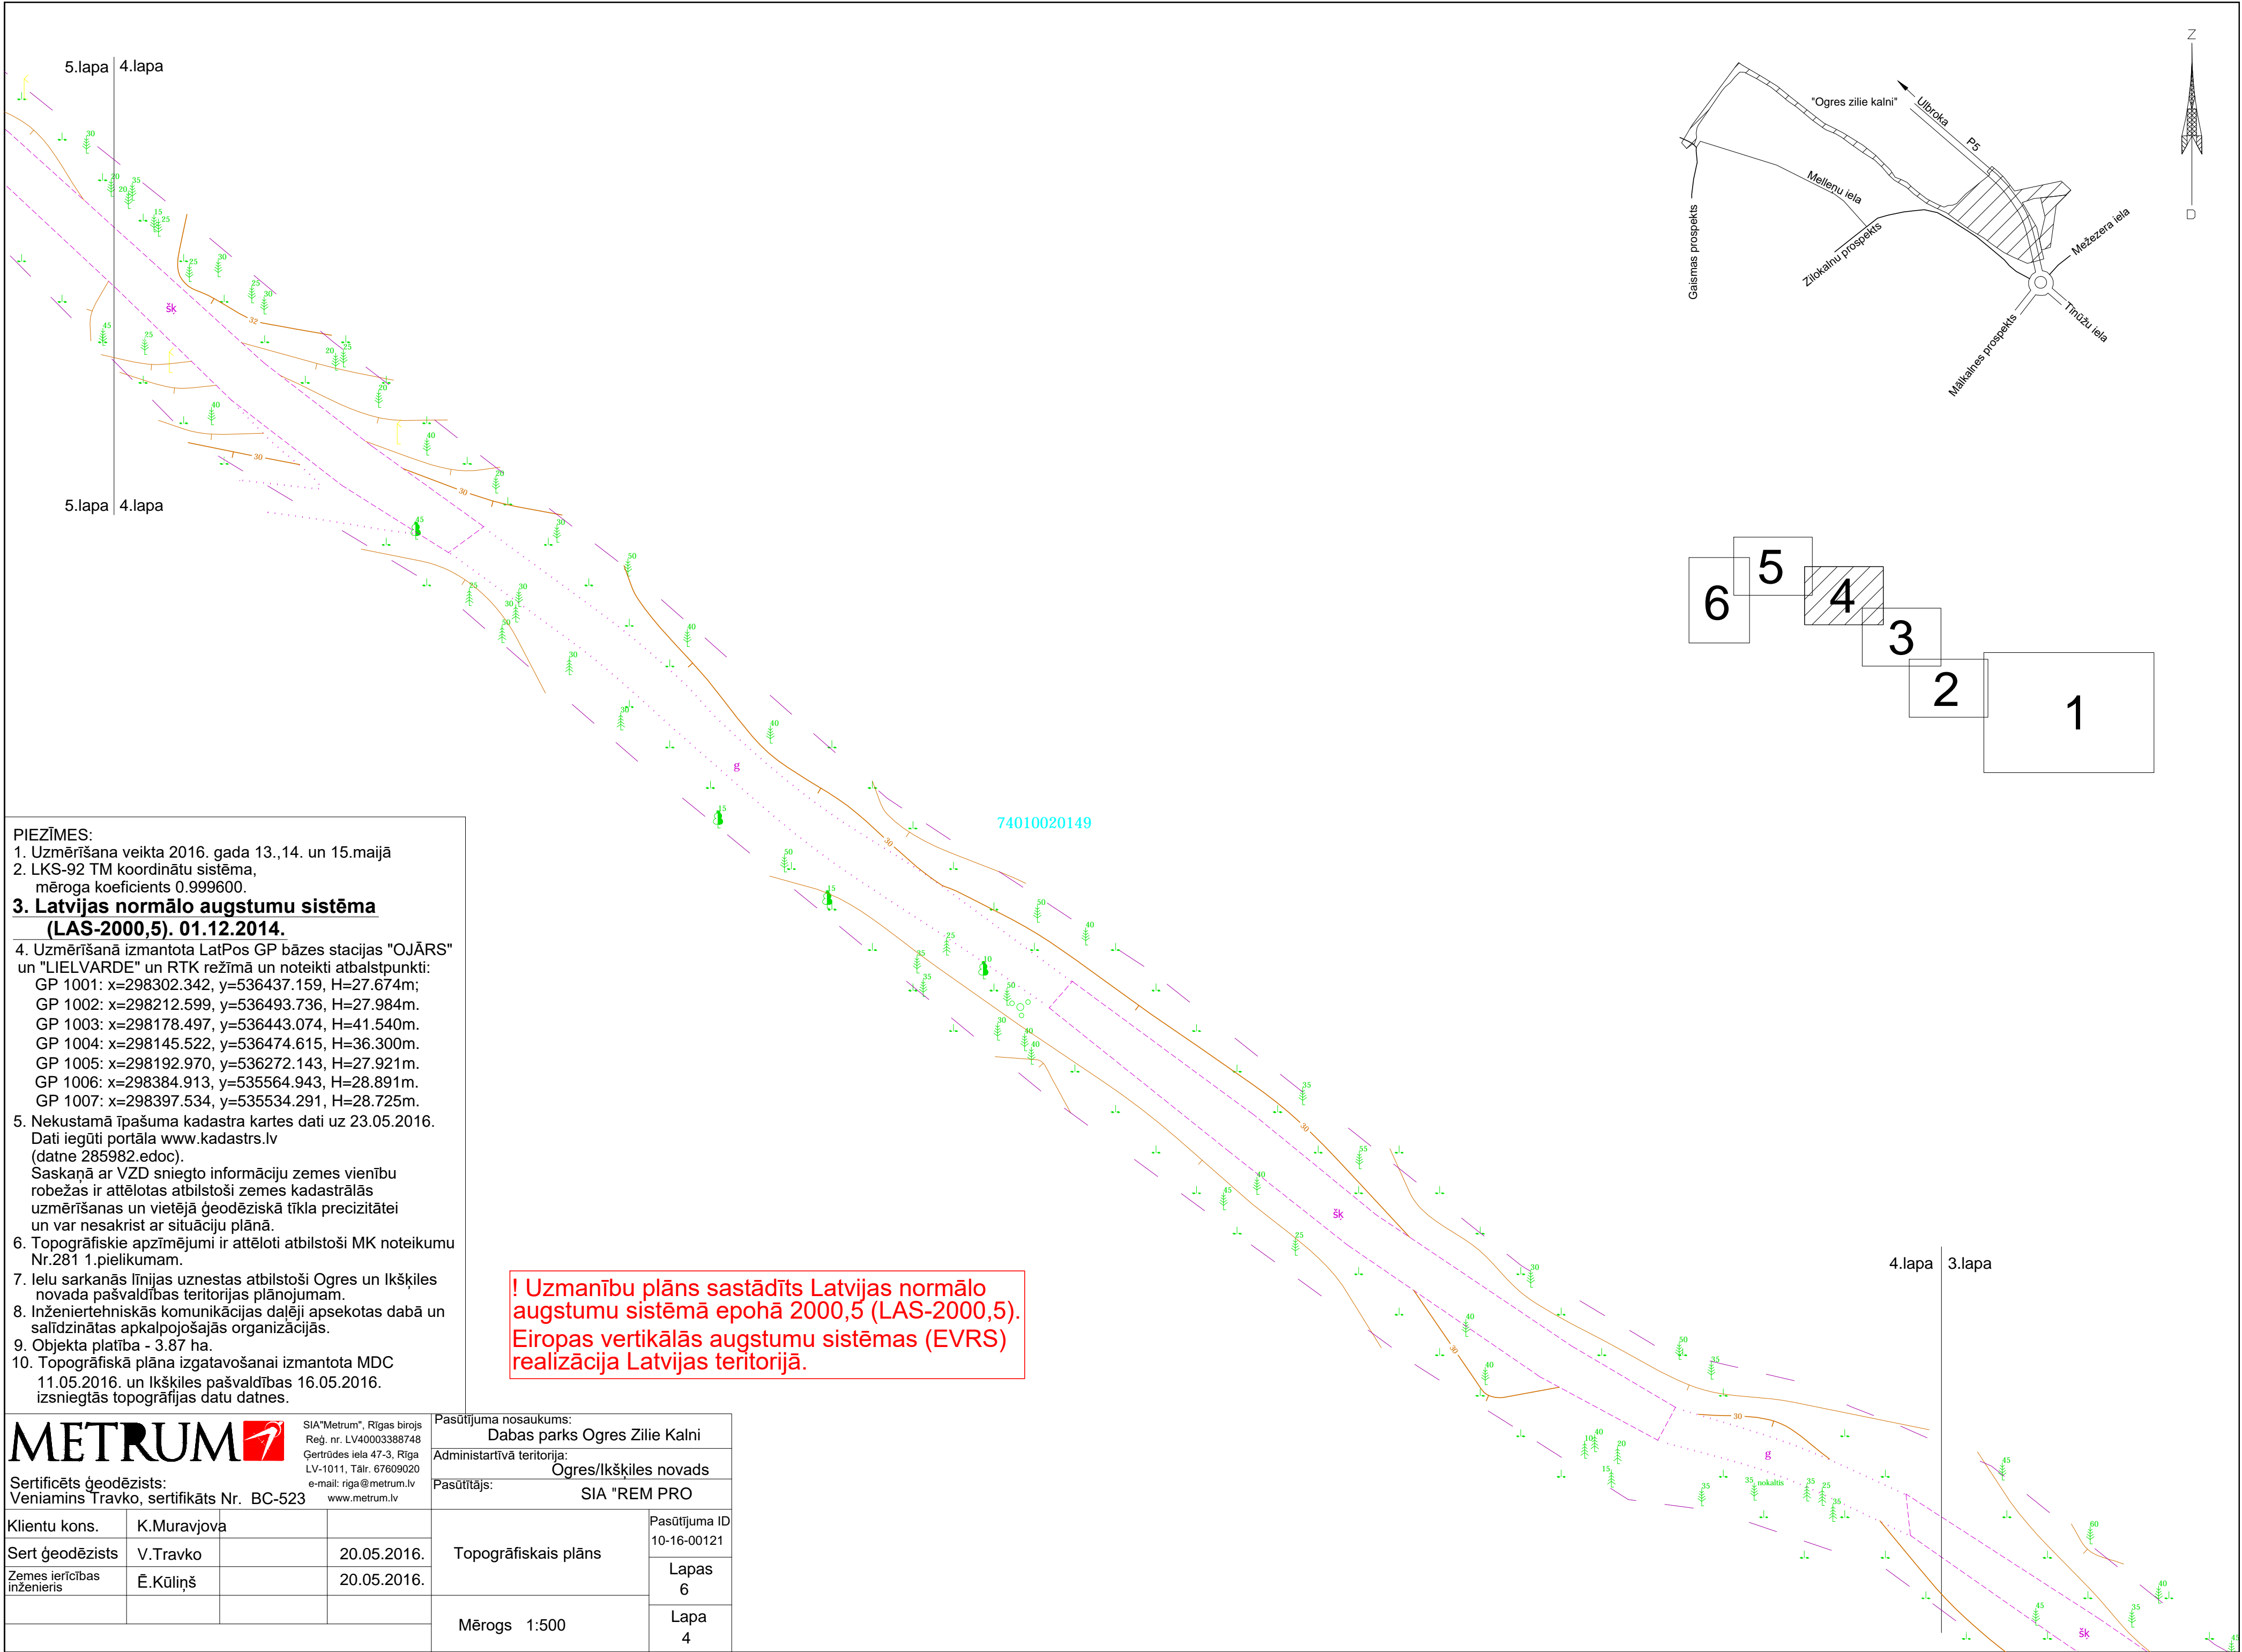 5.lapa 4.lapa
5.lapa 4.lapa
"Ogres zilie kalni"
Ulbroka
P5
Melleņu iela
Gaismas prospekts
Zilokalnu prospekts
Mežezera iela
Tīnūžu iela
Mālkalnes prospekts
Z
D
5
6
4
3
2
1
šķ
32
30
30
g
30
74010020149
30
šķ
30
30
g
nokaltis
šķ
4.lapa 3.lapa
PIEZĪMES:
1. Uzmērīšana veikta 2016. gada 13.,14. un 15.maijā
2. LKS-92 TM koordinātu sistēma,
mēroga koeficients 0.999600.
3. Latvijas normālo augstumu sistēma
(LAS-2000,5). 01.12.2014.
4. Uzmērīšanā izmantota LatPos GP bāzes stacijas "OJĀRS"
un "LIELVARDE" un RTK režīmā un noteikti atbalstpunkti:
GP 1001: x=298302.342, y=536437.159, H=27.674m;
GP 1002: x=298212.599, y=536493.736, H=27.984m.
GP 1003: x=298178.497, y=536443.074, H=41.540m.
GP 1004: x=298145.522, y=536474.615, H=36.300m.
GP 1005: x=298192.970, y=536272.143, H=27.921m.
GP 1006: x=298384.913, y=535564.943, H=28.891m.
GP 1007: x=298397.534, y=535534.291, H=28.725m.
5. Nekustamā īpašuma kadastra kartes dati uz 23.05.2016.
Dati iegūti portāla www.kadastrs.lv
(datne 285982.edoc).
Saskaņā ar VZD sniegto informāciju zemes vienību
robežas ir attēlotas atbilstoši zemes kadastrālās
uzmērīšanas un vietējā ģeodēziskā tīkla precizitātei
un var nesakrist ar situāciju plānā.
6. Topogrāfiskie apzīmējumi ir attēloti atbilstoši MK noteikumu
Nr.281 1.pielikumam.
7. Ielu sarkanās līnijas uznestas atbilstoši Ogres un Ikšķiles
novada pašvaldības teritorijas plānojumam.
8. Inženiertehniskās komunikācijas daļēji apsekotas dabā un
salīdzinātas apkalpojošajās organizācijās.
9. Objekta platība - 3.87 ha.
10. Topogrāfiskā plāna izgatavošanai izmantota MDC
11.05.2016. un Ikšķiles pašvaldības 16.05.2016.
izsniegtās topogrāfijas datu datnes.
! Uzmanību plāns sastādīts Latvijas normālo
augstumu sistēmā epohā 2000,5 (LAS-2000,5).
Eiropas vertikālās augstumu sistēmas (EVRS)
realizācija Latvijas teritorijā.
METRUM
SIA"Metrum", Rīgas birojs
Reģ. nr. LV40003388748
Ģertrūdes iela 47-3, Rīga
LV-1011, Tālr. 67609020
e-mail: riga@metrum.lv
www.metrum.lv
Sertificēts ģeodēzists:
Veniamins Travko, sertifikāts Nr. BC-523
Pasūtījuma nosaukums:
Dabas parks Ogres Zilie Kalni
Administartīvā teritorija:
Ogres/Ikšķiles novads
Pasūtītājs:
SIA "REM PRO
Klientu kons. K.Muravjova
Sert ģeodēzists V.Travko 20.05.2016.
Zemes ierīcības
inženieris Ē.Kūliņš 20.05.2016.
Topogrāfiskais plāns
Mērogs 1:500
Pasūtījuma ID
10-16-00121
Lapas
6
Lapa
4